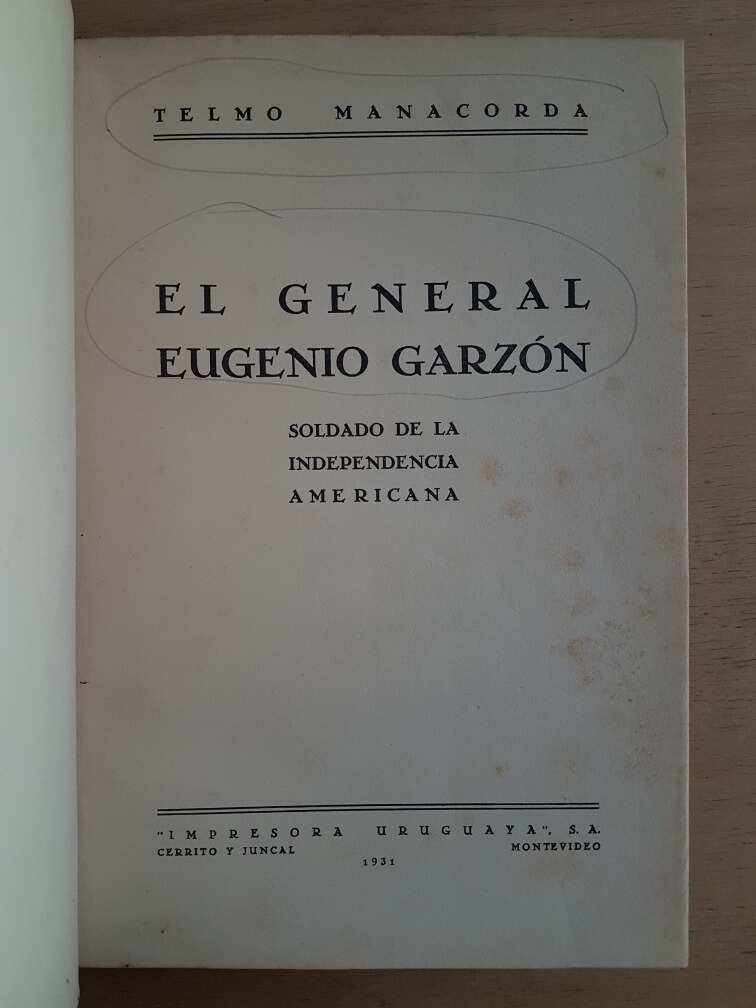 TELMO MANACORDA
EL GENERAL
EUGENIO GARZÓN
SOLDADO DE LA
INDEPENDENCIA
AMERICANA
"IMPRESORA URUGUAYA", S. A.
CERRITO Y JUNCAL MONTEVIDEO
1931